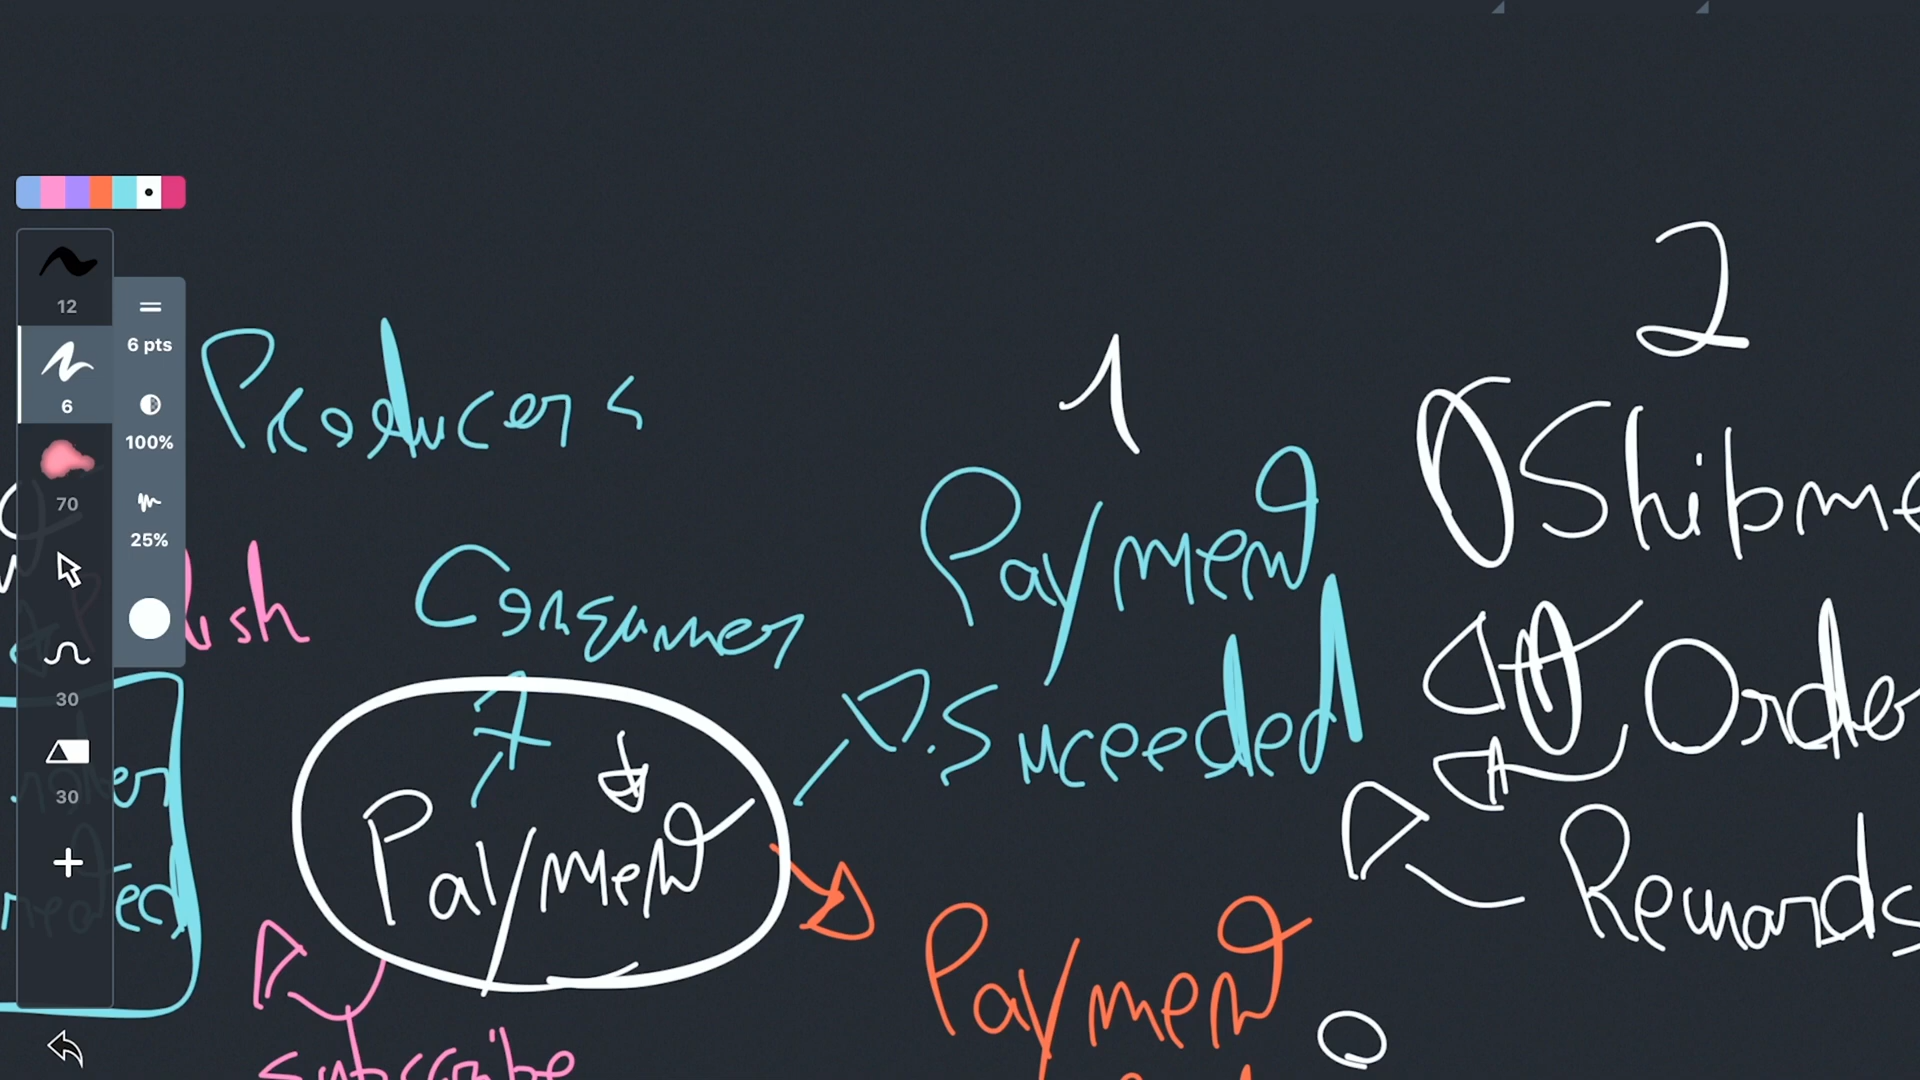 1
2
Producers
Payment
Succeeded
Shipme
Consumer
Order
Payment
Rewards
Payment
subscribe
12
6
70
30
30
6 pts
100%
25%